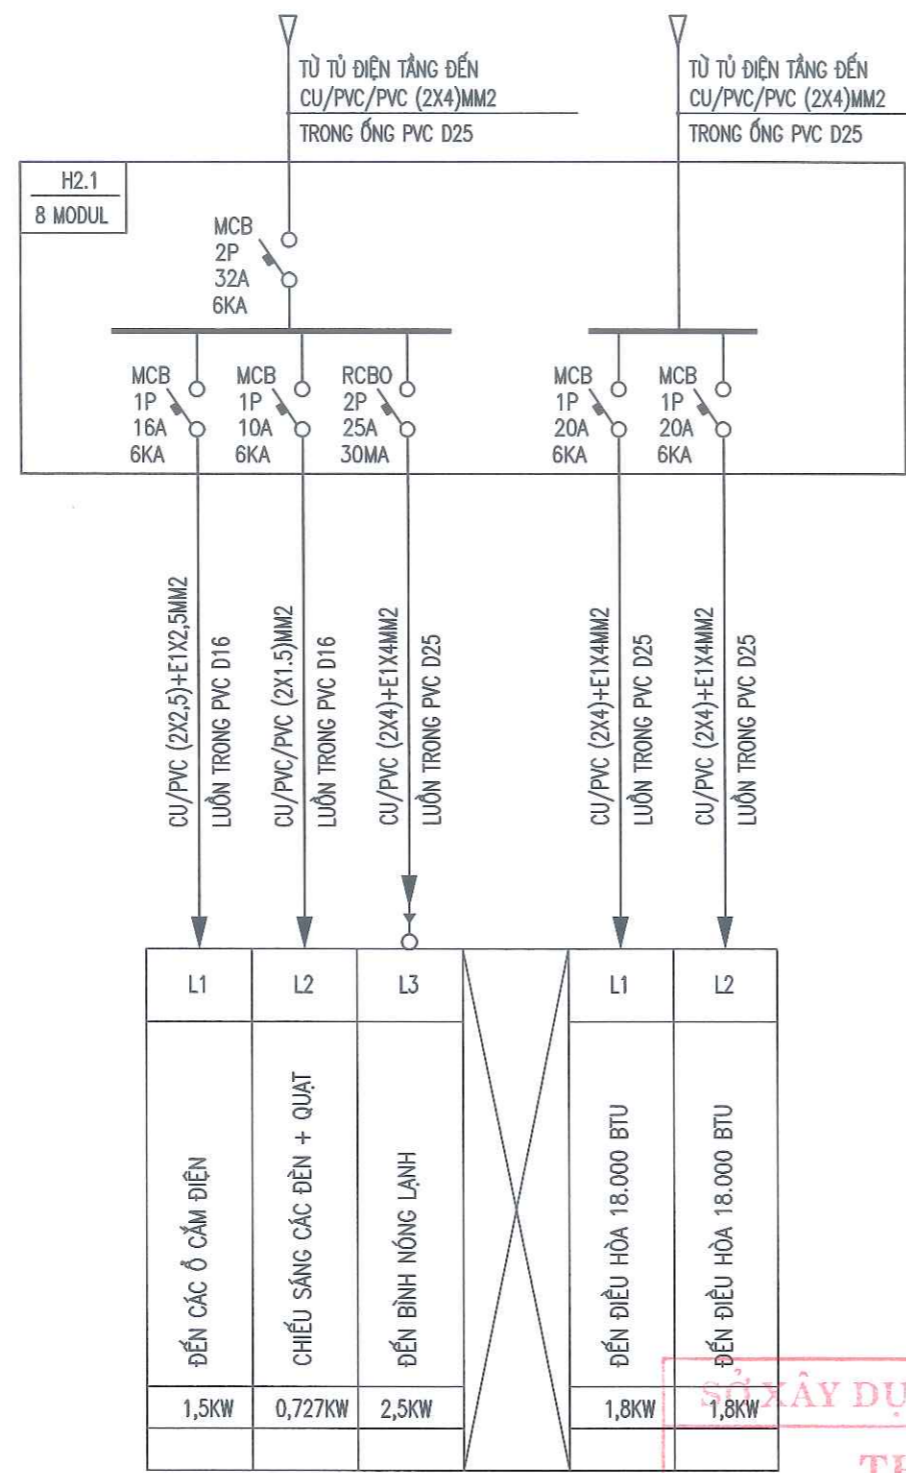 TỪ TỦ ĐIỆN TẦNG ĐẾN
CU/PVC/PVC (2X4)MM2
TRONG ỐNG PVC D25
TỪ TỦ ĐIỆN TẦNG ĐẾN
CU/PVC/PVC (2X4)MM2
TRONG ỐNG PVC D25
H2.1
8 MODUL
MCB
2P
32A
6KA
MCB
1P
16A
6KA
MCB
1P
10A
6KA
RCBO
2P
25A
30MA
MCB
1P
20A
6KA
MCB
1P
20A
6KA
CU/PVC (2X2,5)+E1X2,5MM2
LUỒN TRONG PVC D16
CU/PVC/PVC (2X1.5)MM2
LUỒN TRONG PVC D16
CU/PVC (2X4)+E1X4MM2
LUỒN TRONG PVC D25
CU/PVC (2X4)+E1X4MM2
LUỒN TRONG PVC D25
CU/PVC (2X4)+E1X4MM2
LUỒN TRONG PVC D25
L1
L2
L3
L1
L2
ĐẾN CÁC Ổ CẮM ĐIỆN
CHIẾU SÁNG CÁC ĐÈN + QUẠT
ĐẾN BÌNH NÓNG LẠNH
ĐẾN ĐIỀU HÒA 18.000 BTU
ĐẾN ĐIỀU HÒA 18.000 BTU
1,5KW
0,727KW
2,5KW
1,8KW
1,8KW
SỞ XÂY DỰ